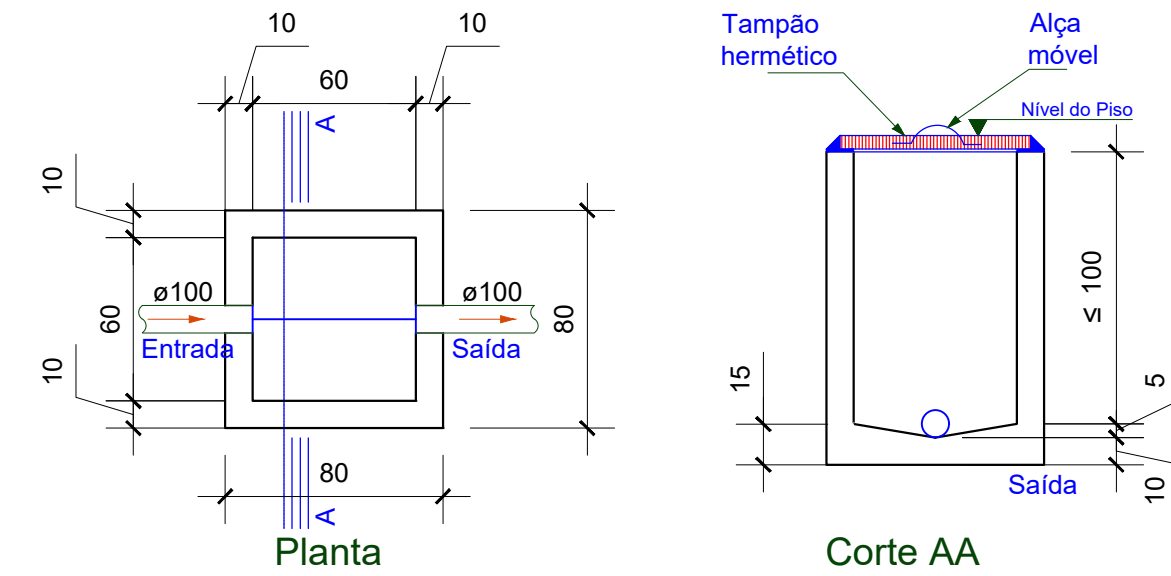 10
10
60
A
10
ø100
ø100
60
80
Entrada
Saída
10
80
A
Planta
Tampão
hermético
Alça
móvel
Nível do Piso
≤ 100
15
5
Saída
10
Corte AA